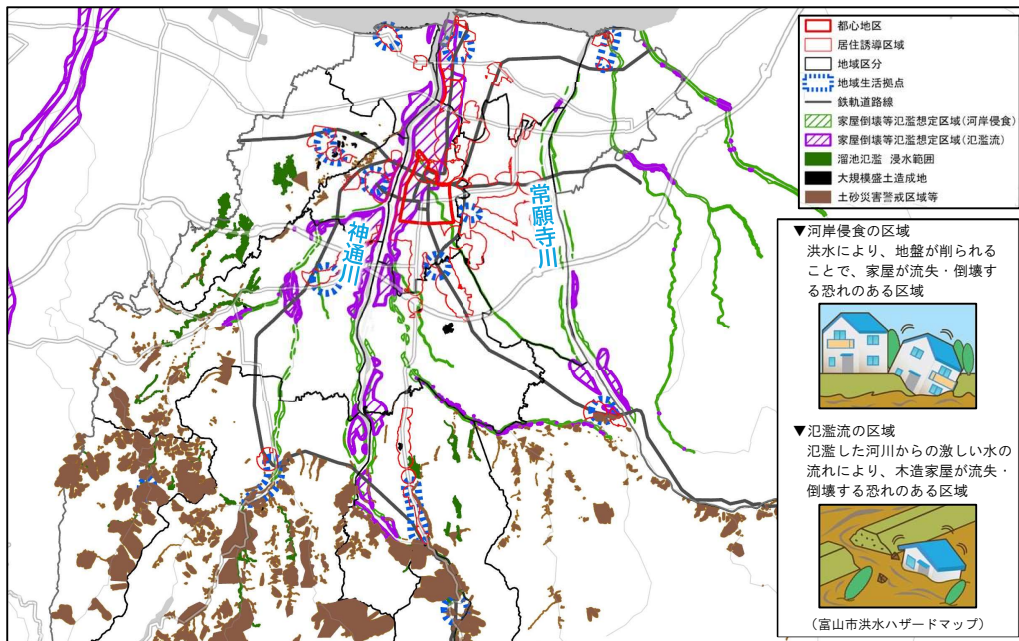 都心地区
居住誘導区域
地域区分
地域生活拠点
鉄軌道路線
家屋倒壊等氾濫想定区域(河岸侵食)
家屋倒壊等氾濫想定区域(氾濫流)
溜池氾濫 浸水範囲
大規模盛土造成地
土砂災害警戒区域等
神通川
常願寺川
▼河岸侵食の区域
洪水により、地盤が削られる
ことで、家屋が流失・倒壊す
る恐れのある区域
▼氾濫流の区域
氾濫した河川からの激しい水の
流れにより、木造家屋が流失・
倒壊する恐れのある区域
(富山市洪水ハザードマップ)